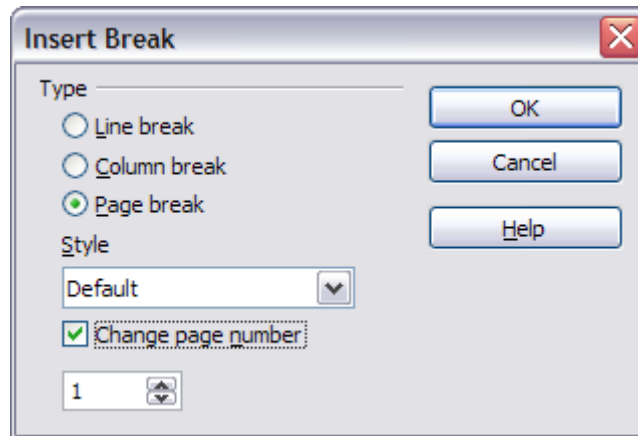 Insert Break
Type
Line break
Column break
Page break
Style
Default
Change page number
1
OK
Cancel
Help